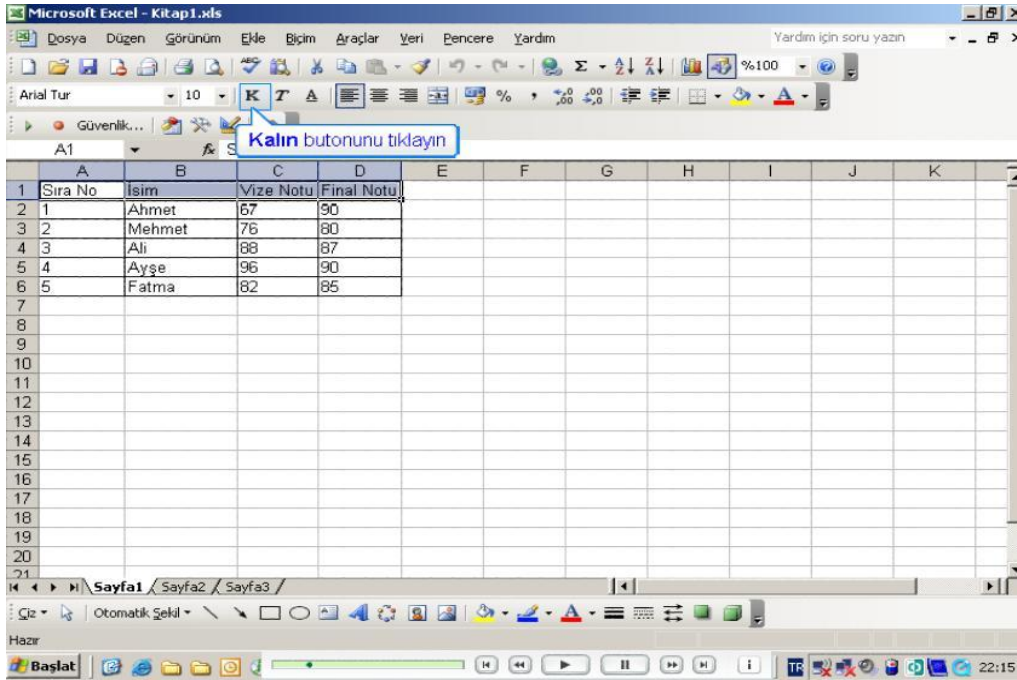 Microsoft Excel - Kitap1.xls
Dosya Düzen Görünüm Ekle Biçim Araçlar Veri Pencere Yardım Yardım için soru yazın
%100
Arial Tur 10 K T A
Güvenlik...
Kalın butonunu tıklayın
A1 fx S
A B C D E F G H I J K
1 Sıra No İsim Vize Notu Final Notu
2 1 Ahmet 67 90
3 2 Mehmet 76 80
4 3 Ali 88 87
5 4 Ayşe 96 90
6 5 Fatma 82 85
7
8
9
10
11
12
13
14
15
16
17
18
19
20
21
Sayfa1 Sayfa2 Sayfa3
Çiz Otomatik Şekil
Hazır
Başlat TR 22:15